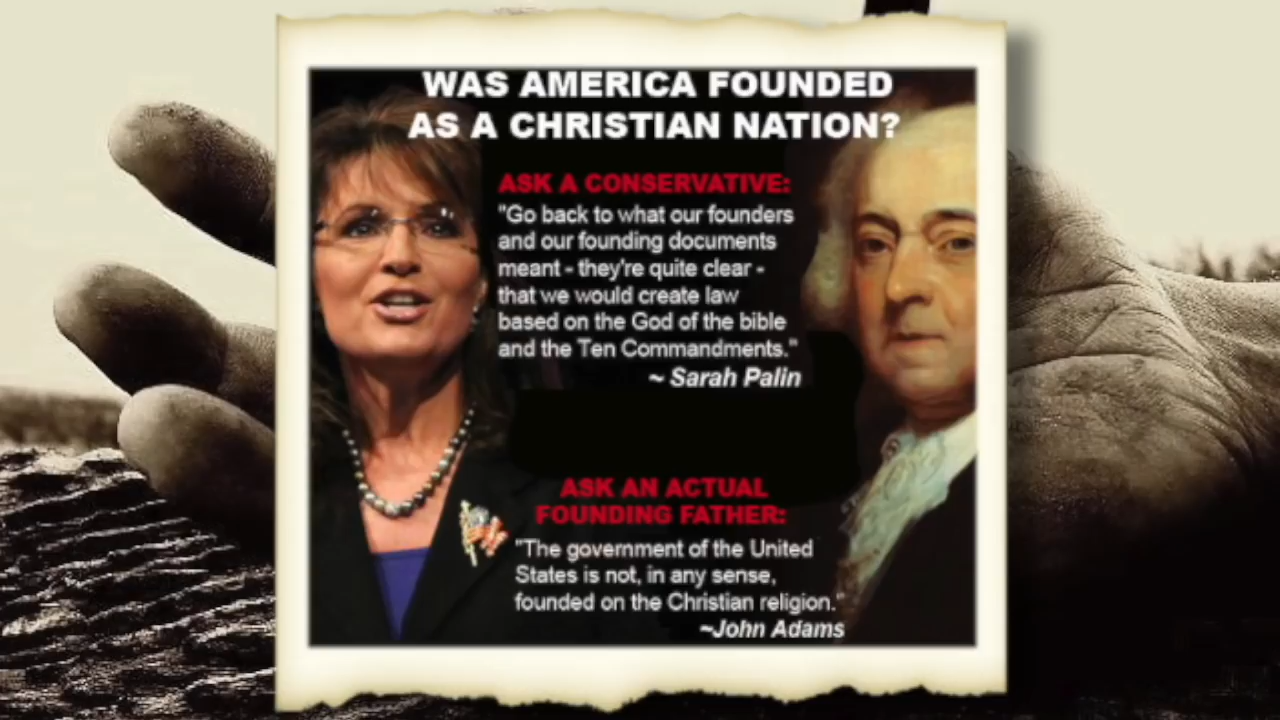 WAS AMERICA FOUNDED
AS A CHRISTIAN NATION?
ASK A CONSERVATIVE:
"Go back to what our founders
and our founding documents
meant - they're quite clear -
that we would create law
based on the God of the bible
and the Ten Commandments."
~ Sarah Palin
ASK AN ACTUAL
FOUNDING FATHER:
"The government of the United
States is not, in any sense,
founded on the Christian religion."
~John Adams